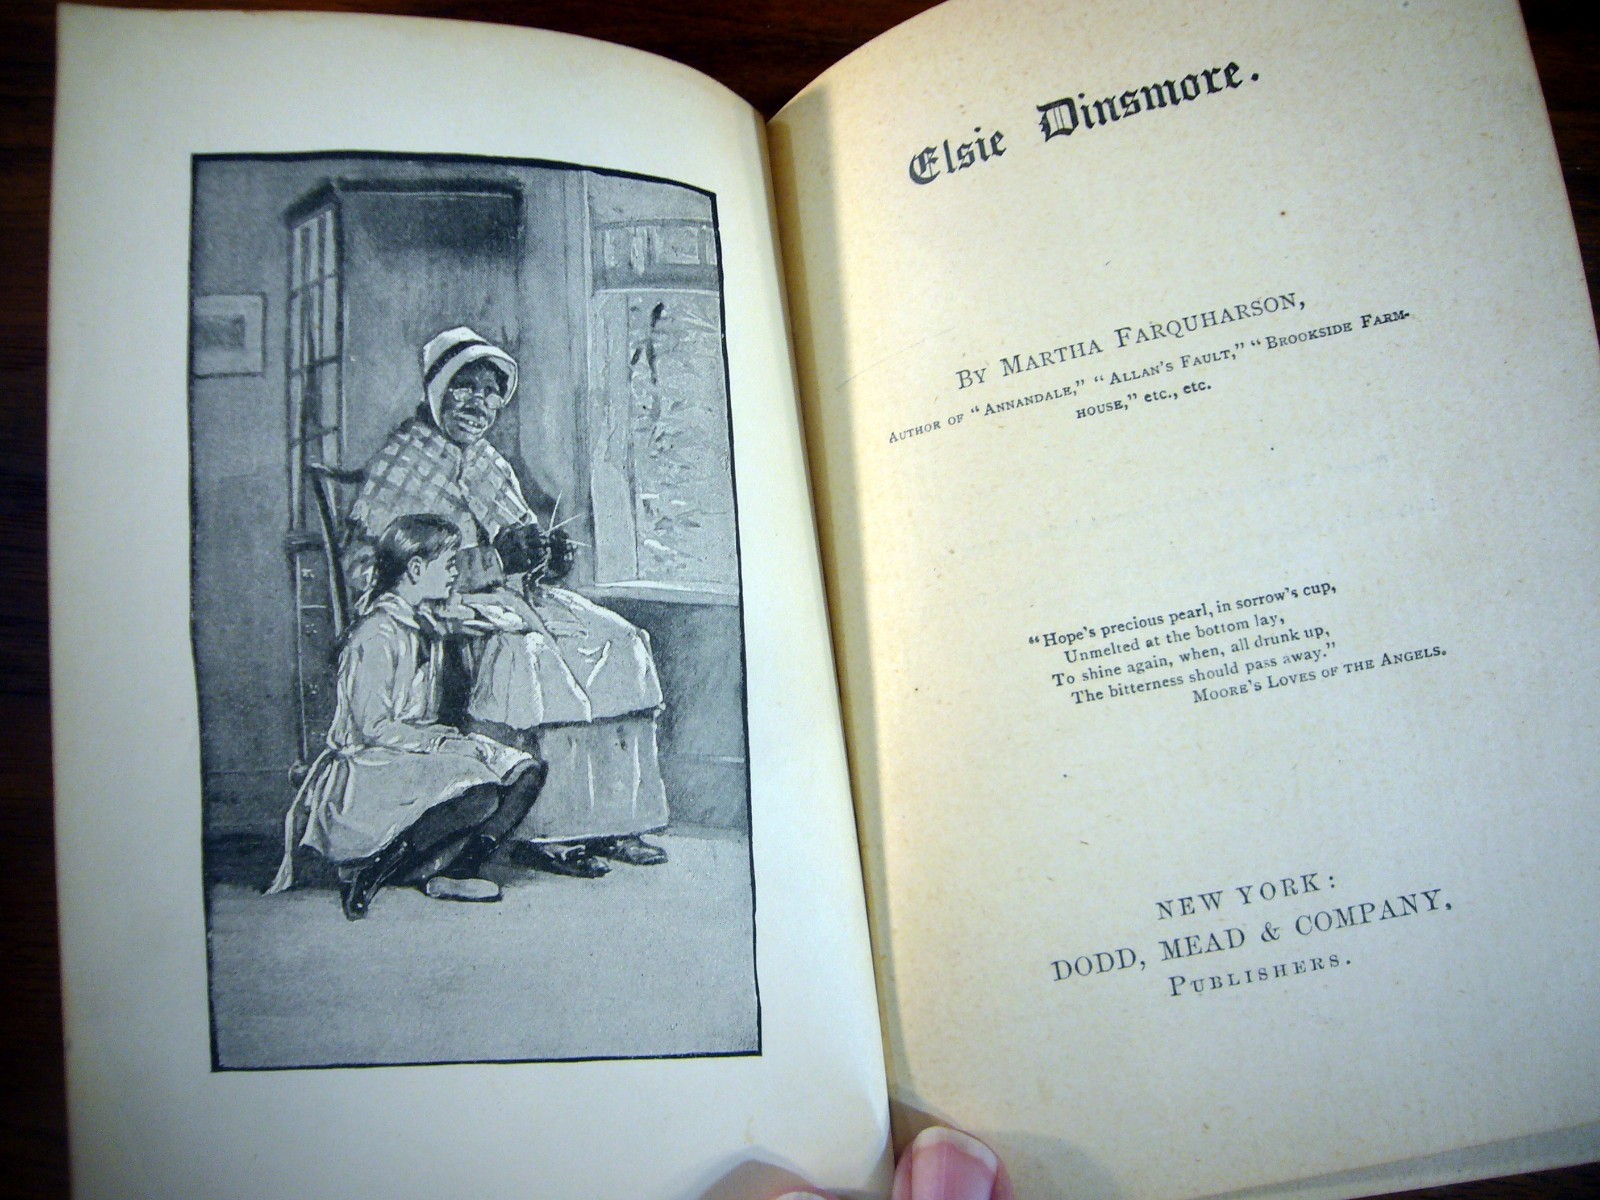 Elsie Dinsmore.
By Martha Farquharson,
Author of "Annandale," "Allan's Fault," "Brookside Farm-
house," etc., etc.
"Hope's precious pearl, in sorrow's cup,
Unmelted at the bottom lay,
To shine again, when, all drunk up,
The bitterness should pass away."
Moore's Loves of the Angels.
NEW YORK:
DODD, MEAD & COMPANY,
Publishers.